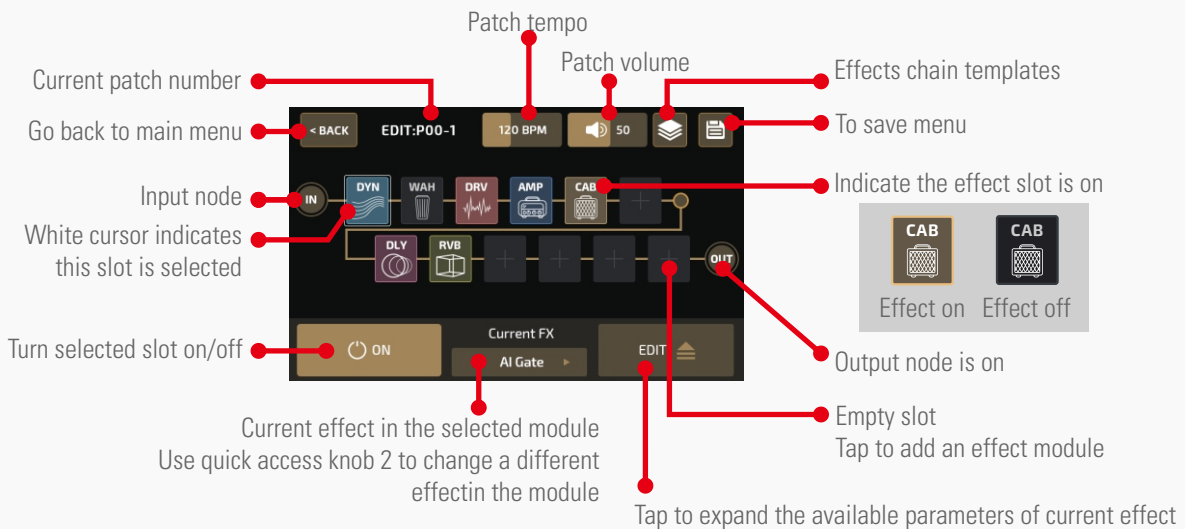 Patch tempo
Patch volume
Current patch number
Effects chain templates
Go back to main menu
To save menu
< BACK
EDIT:P00-1
120 BPM
50
Input node
White cursor indicates
this slot is selected
IN
DYN
WAH
DRV
AMP
CAB
DLY
RVB
OUT
Indicate the effect slot is on
CAB
CAB
Effect on
Effect off
Turn selected slot on/off
ON
Current FX
AI Gate
EDIT
Output node is on
Empty slot
Tap to add an effect module
Current effect in the selected module
Use quick access knob 2 to change a different
effectin the module
Tap to expand the available parameters of current effect